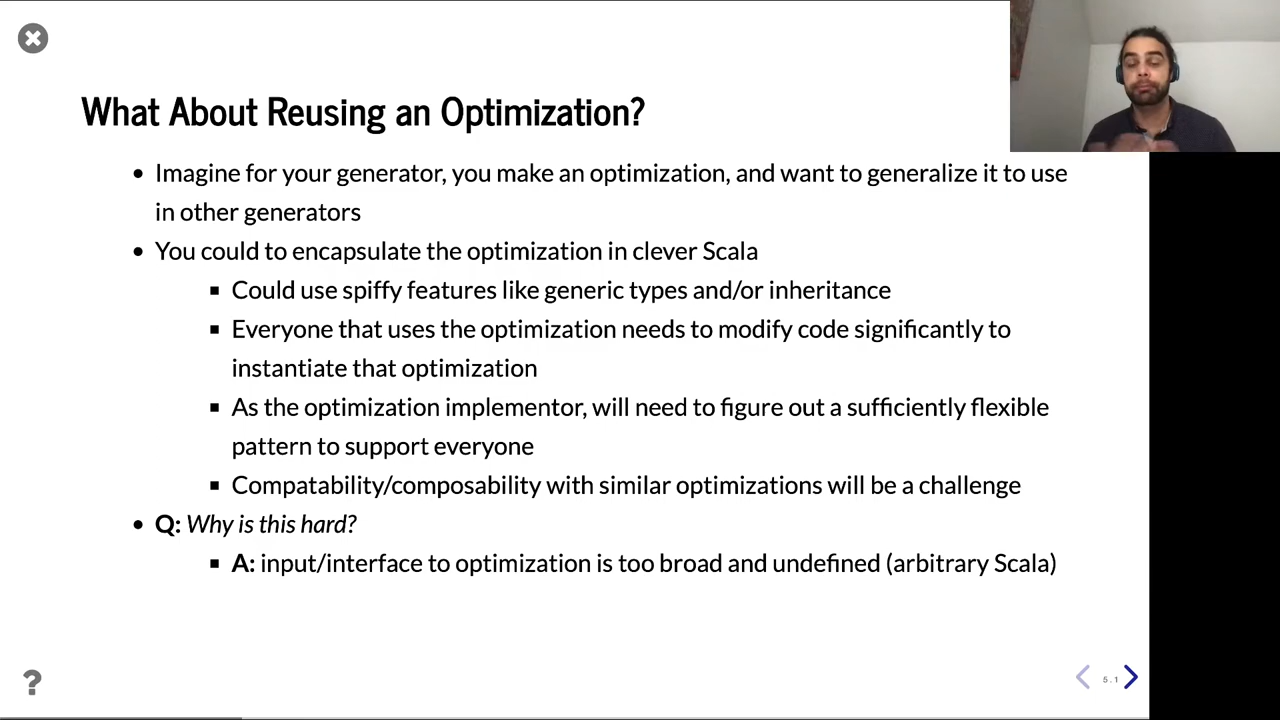 What About Reusing an Optimization?
Imagine for your generator, you make an optimization, and want to generalize it to use
in other generators
You could to encapsulate the optimization in clever Scala
Could use spiffy features like generic types and/or inheritance
Everyone that uses the optimization needs to modify code significantly to
instantiate that optimization
As the optimization implementor, will need to figure out a sufficiently flexible
pattern to support everyone
Compatability/composability with similar optimizations will be a challenge
Q: Why is this hard?
A: input/interface to optimization is too broad and undefined (arbitrary Scala)
?
5.1